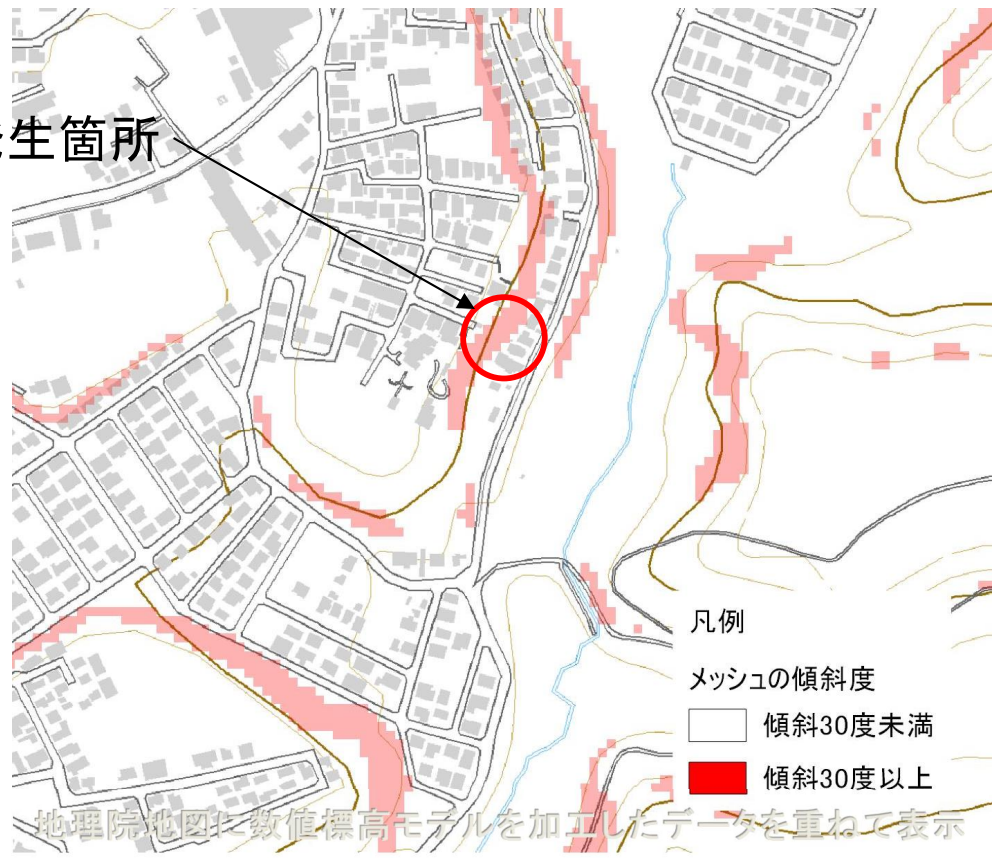 生箇所
凡例
メッシュの傾斜度
傾斜30度未満
傾斜30度以上
地理院地図に数値標高モデルを加工したデータを重ねて表示